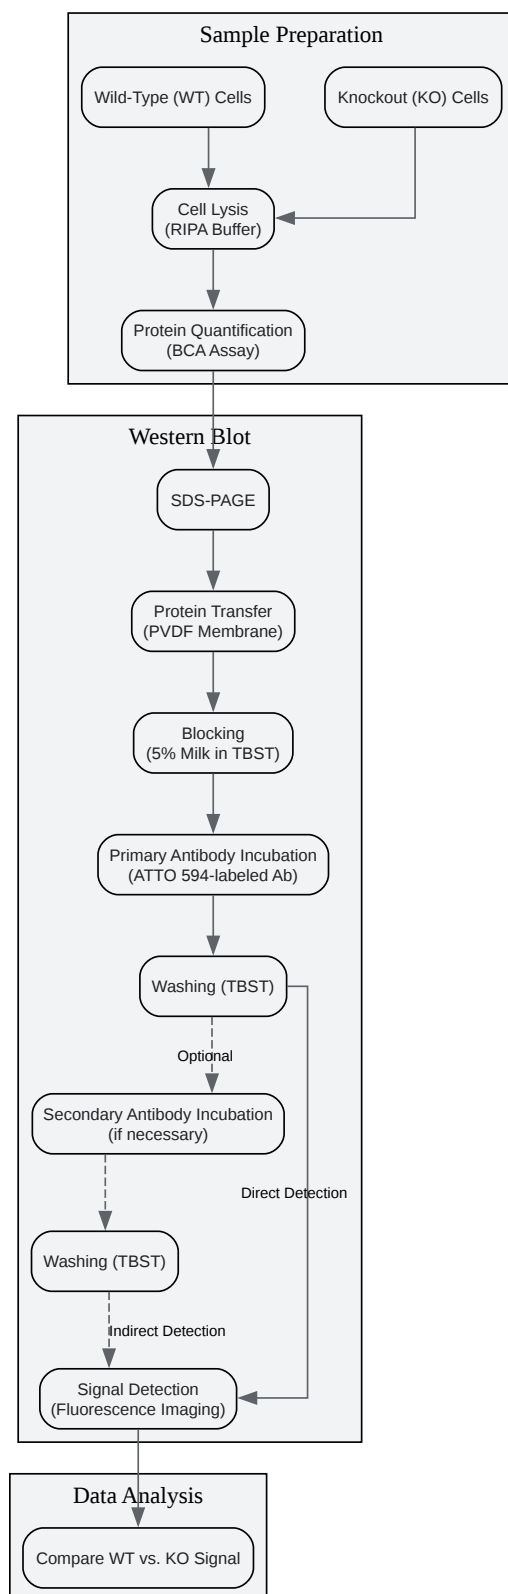 Sample Preparation
Wild-Type (WT) Cells
Knockout (KO) Cells
Cell Lysis
(RIPA Buffer)
Protein Quantification
(BCA Assay)
Western Blot
SDS-PAGE
Protein Transfer
(PVDF Membrane)
Blocking
(5% Milk in TBST)
Primary Antibody Incubation
(ATTO 594-labeled Ab)
Washing (TBST)
Optional
Secondary Antibody Incubation
(if necessary)
Direct Detection
Washing (TBST)
Indirect Detection
Signal Detection
(Fluorescence Imaging)
Data Analysis
Compare WT vs. KO Signal